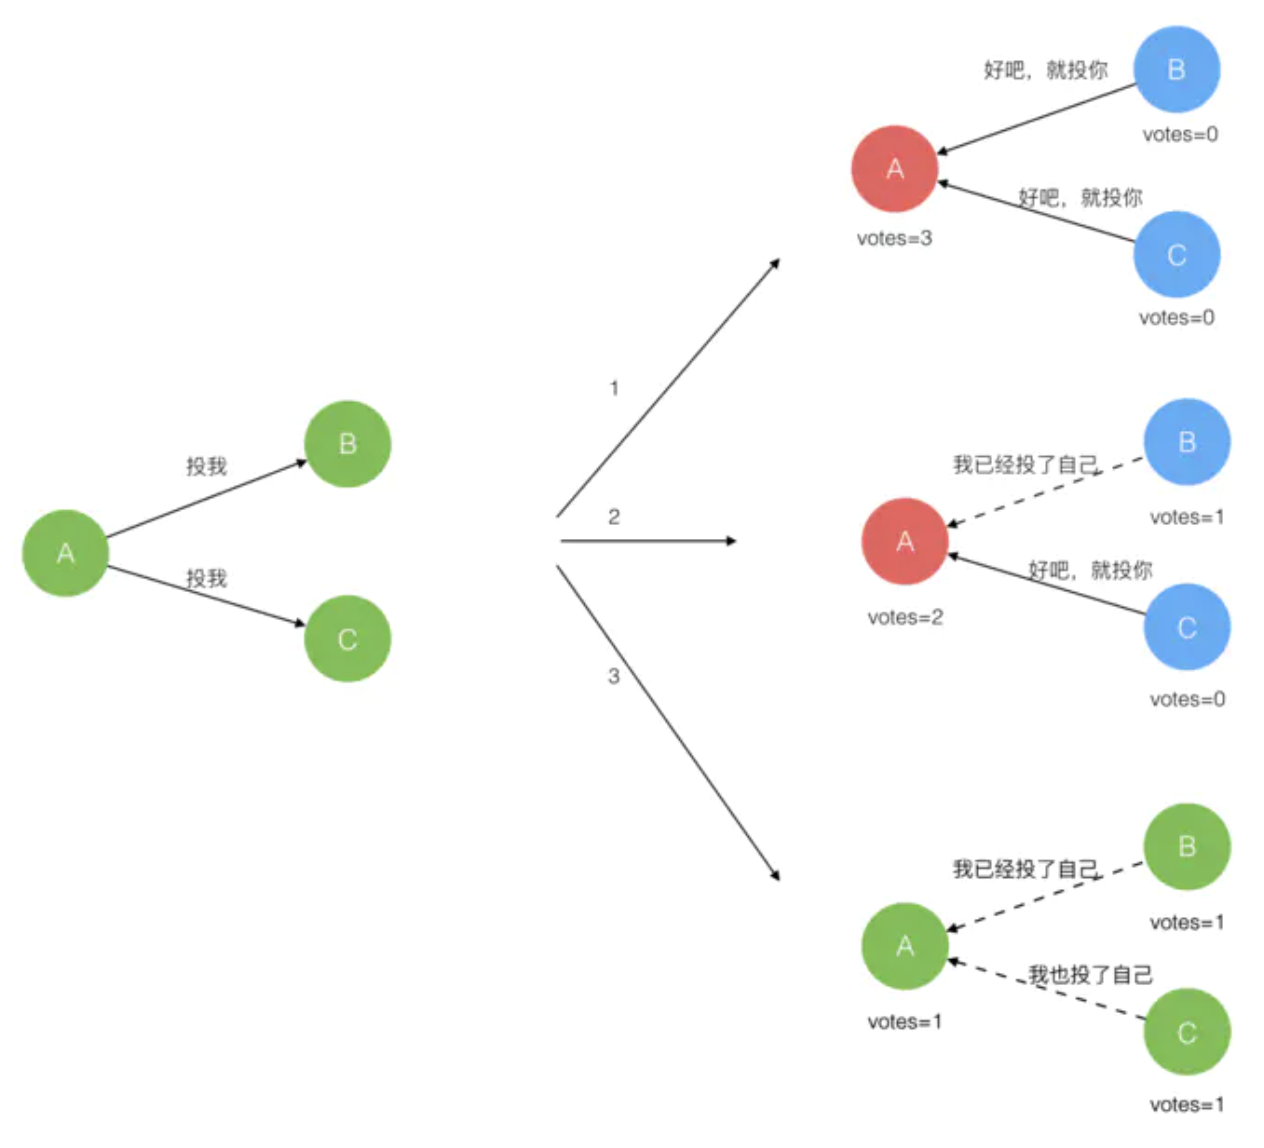 A
投我
B
投我
C
1
2
3
好吧，就投你
B
votes=0
A
votes=3
好吧，就投你
C
votes=0
我已经投了自己
B
votes=1
A
votes=2
好吧，就投你
C
votes=0
我已经投了自己
B
votes=1
A
votes=1
我也投了自己
C
votes=1